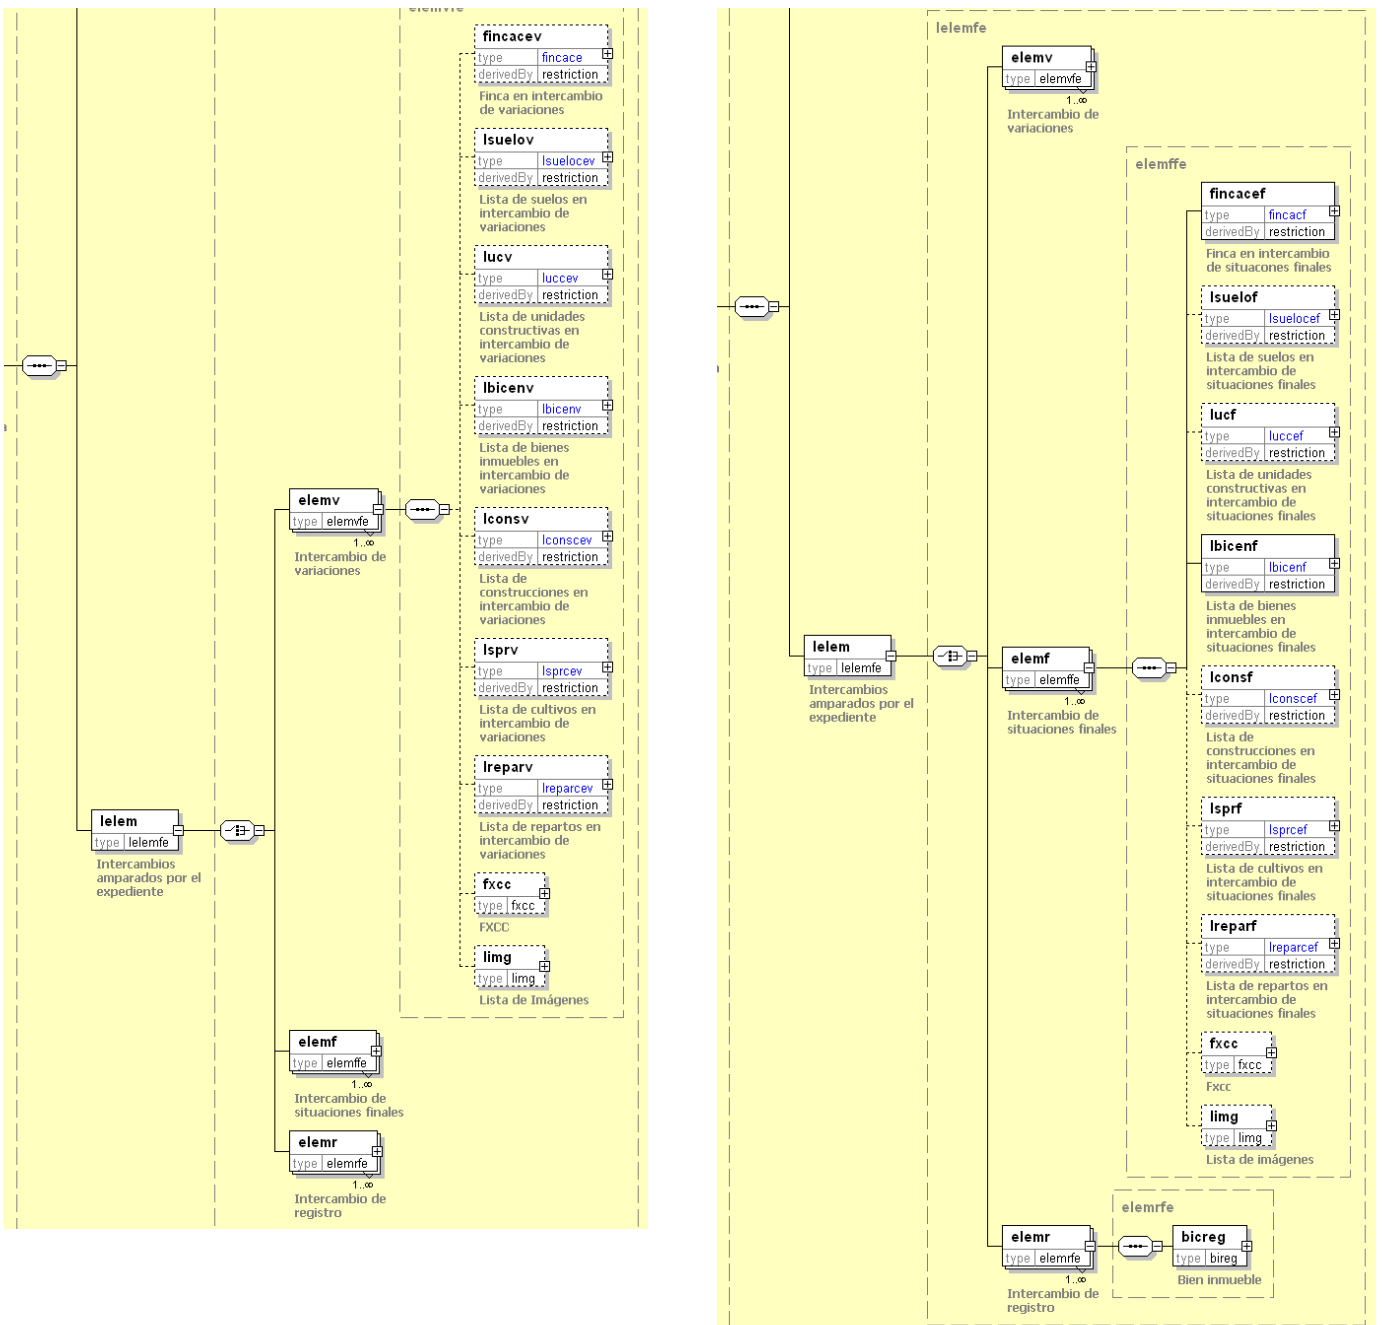 elemvfe
fincacev
type fincace
derivedBy restriction
Finca en intercambio
de variaciones
lsuelov
type lsuelocev
derivedBy restriction
Lista de suelos en
intercambio de
variaciones
lucv
type luccev
derivedBy restriction
Lista de unidades
constructivas en
intercambio de
variaciones
lbicenv
type lbicenv
derivedBy restriction
Lista de bienes
inmuebles en
intercambio de
variaciones
elemv
type elemvfe
1..∞
Intercambio de
variaciones
lconsv
type lconscev
derivedBy restriction
Lista de
construcciones en
intercambio de
variaciones
lsprv
type lsprcev
derivedBy restriction
Lista de cultivos en
intercambio de
variaciones
lreparv
type lreparcev
derivedBy restriction
Lista de repartos en
intercambio de
variaciones
lelem
type lelemfe
Intercambios
amparados por el
expediente
fxcc
type fxcc
FXCC
limg
type limg
Lista de Imágenes
elemf
type elemffe
1..∞
Intercambio de
situaciones finales
elemr
type elemrfe
1..∞
Intercambio de
registro
lelemfe
elemv
type elemvfe
1..∞
Intercambio de
variaciones
elemffe
fincacef
type fincacf
derivedBy restriction
Finca en intercambio
de situacones finales
lsuelof
type lsuelocef
derivedBy restriction
Lista de suelos en
intercambio de
situaciones finales
lucf
type luccef
derivedBy restriction
Lista de unidades
constructivas en
intercambio de
situaciones finales
lbicenf
type lbicenf
derivedBy restriction
Lista de bienes
inmuebles en
intercambio de
situaciones finales
lelem
type lelemfe
Intercambios
amparados por el
expediente
elemf
type elemffe
1..∞
Intercambio de
situaciones finales
lconsf
type lconscef
derivedBy restriction
Lista de
construcciones en
intercambio de
situaciones finales
lsprf
type lsprcef
derivedBy restriction
Lista de cultivos en
intercambio de
situaciones finales
lreparf
type lreparcef
derivedBy restriction
Lista de repartos en
intercambio de
situaciones finales
fxcc
type fxcc
Fxcc
limg
type limg
Lista de imágenes
elemrfe
elemr
type elemrfe
1..∞
Intercambio de
registro
bicreg
type bireg
Bien inmueble